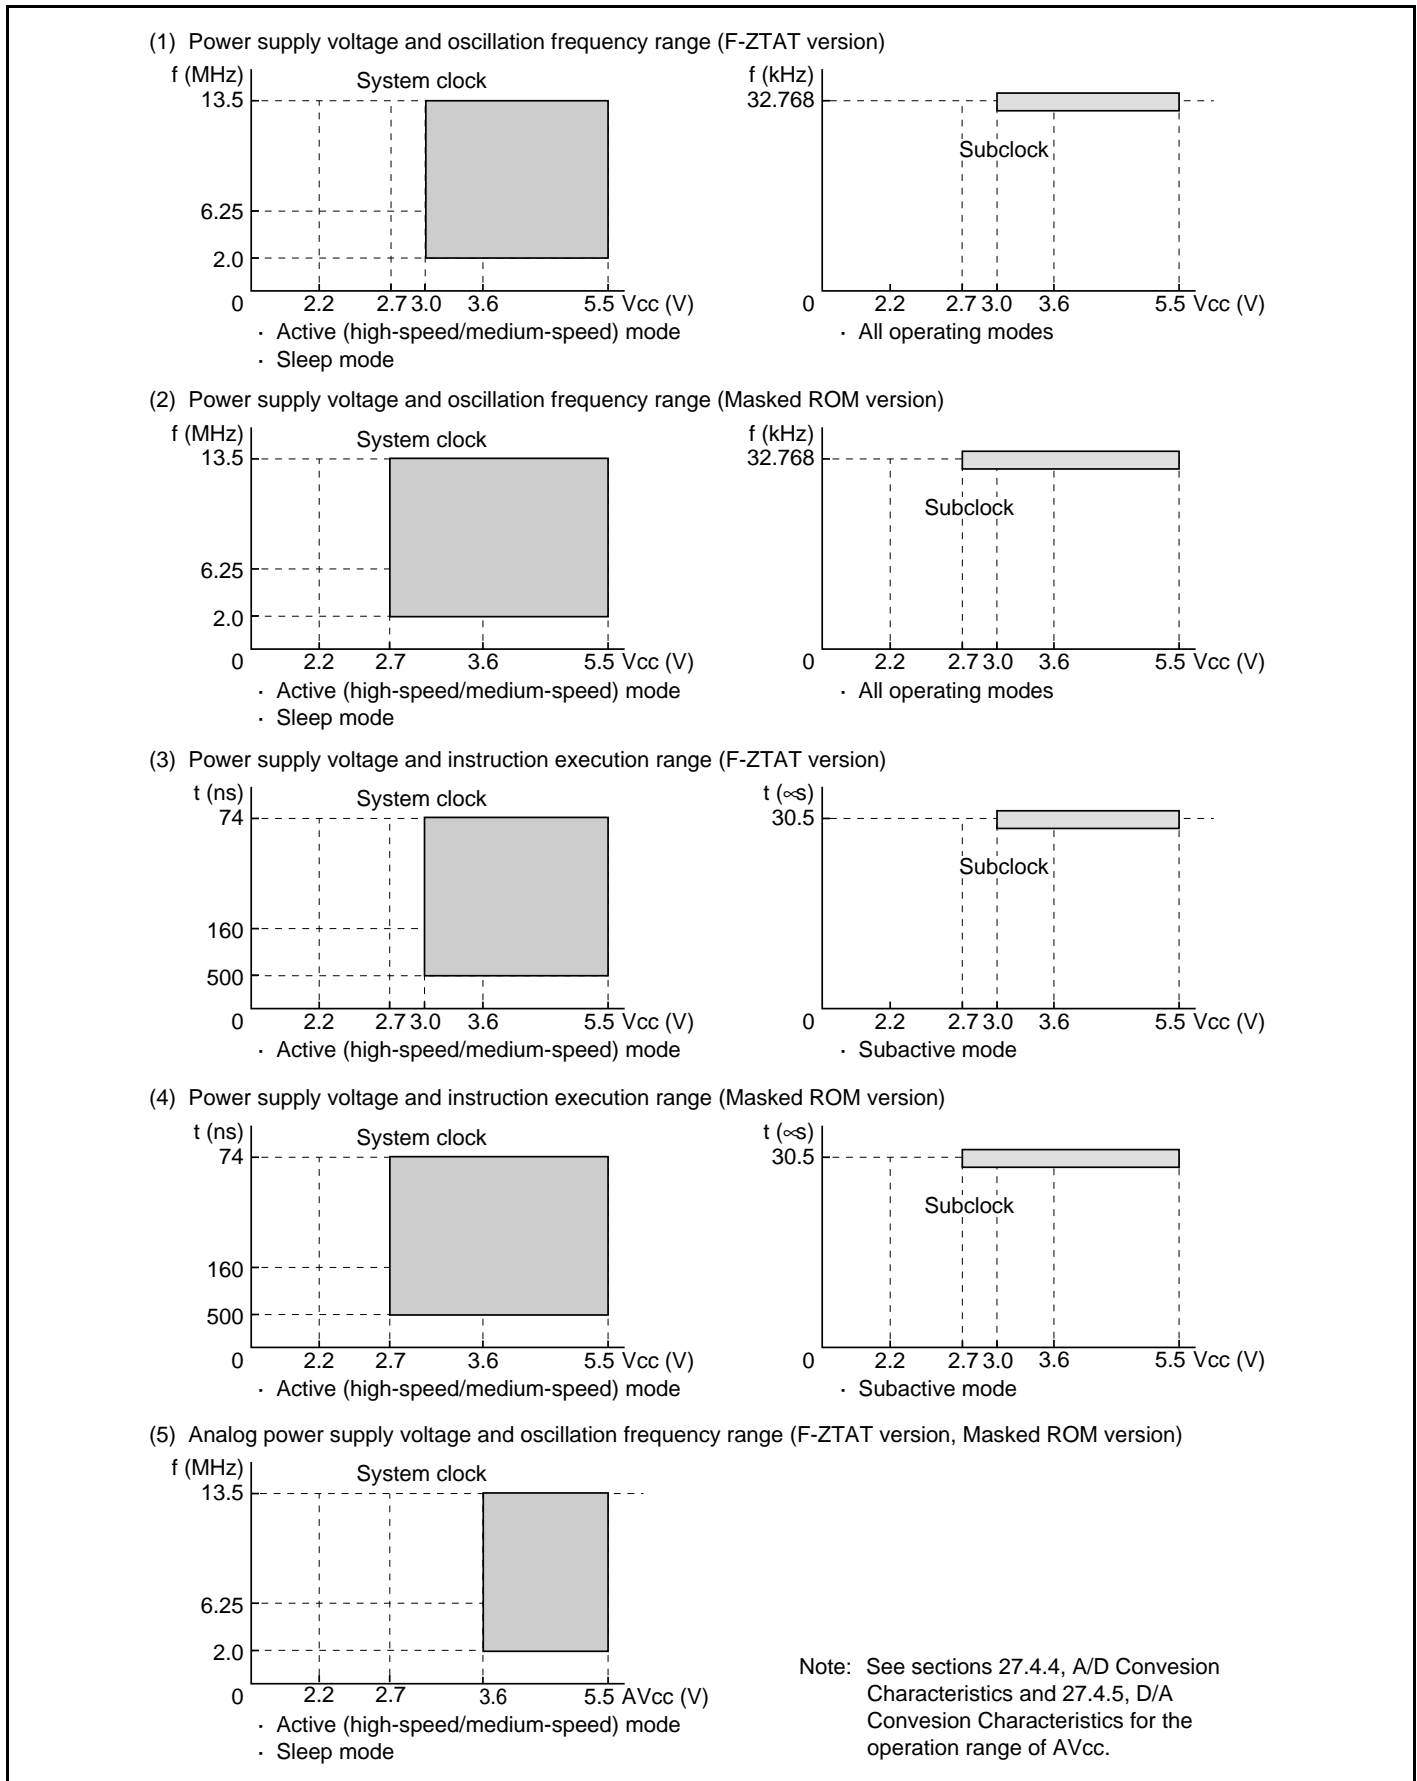 (1) Power supply voltage and oscillation frequency range (F-ZTAT version)
f (MHz)
System clock
13.5
6.25
2.0
0
2.2
2.7
3.0
3.6
5.5
Vcc (V)
· Active (high-speed/medium-speed) mode
· Sleep mode
f (kHz)
32.768
Subclock
0
2.2
2.7
3.0
3.6
5.5
Vcc (V)
· All operating modes
(2) Power supply voltage and oscillation frequency range (Masked ROM version)
f (MHz)
System clock
13.5
6.25
2.0
0
2.2
2.7
3.6
5.5
Vcc (V)
· Active (high-speed/medium-speed) mode
· Sleep mode
f (kHz)
32.768
Subclock
0
2.2
2.7
3.0
3.6
5.5
Vcc (V)
· All operating modes
(3) Power supply voltage and instruction execution range (F-ZTAT version)
t (ns)
System clock
74
160
500
0
2.2
2.7
3.0
3.6
5.5
Vcc (V)
· Active (high-speed/medium-speed) mode
t (∝s)
30.5
Subclock
0
2.2
2.7
3.0
3.6
5.5
Vcc (V)
· Subactive mode
(4) Power supply voltage and instruction execution range (Masked ROM version)
t (ns)
System clock
74
160
500
0
2.2
2.7
3.6
5.5
Vcc (V)
· Active (high-speed/medium-speed) mode
t (∝s)
30.5
Subclock
0
2.2
2.7
3.0
3.6
5.5
Vcc (V)
· Subactive mode
(5) Analog power supply voltage and oscillation frequency range (F-ZTAT version, Masked ROM version)
f (MHz)
System clock
13.5
6.25
2.0
0
2.2
2.7
3.6
5.5
AVcc (V)
· Active (high-speed/medium-speed) mode
· Sleep mode
Note: See sections 27.4.4, A/D Convesion
Characteristics and 27.4.5, D/A
Convesion Characteristics for the
operation range of AVcc.